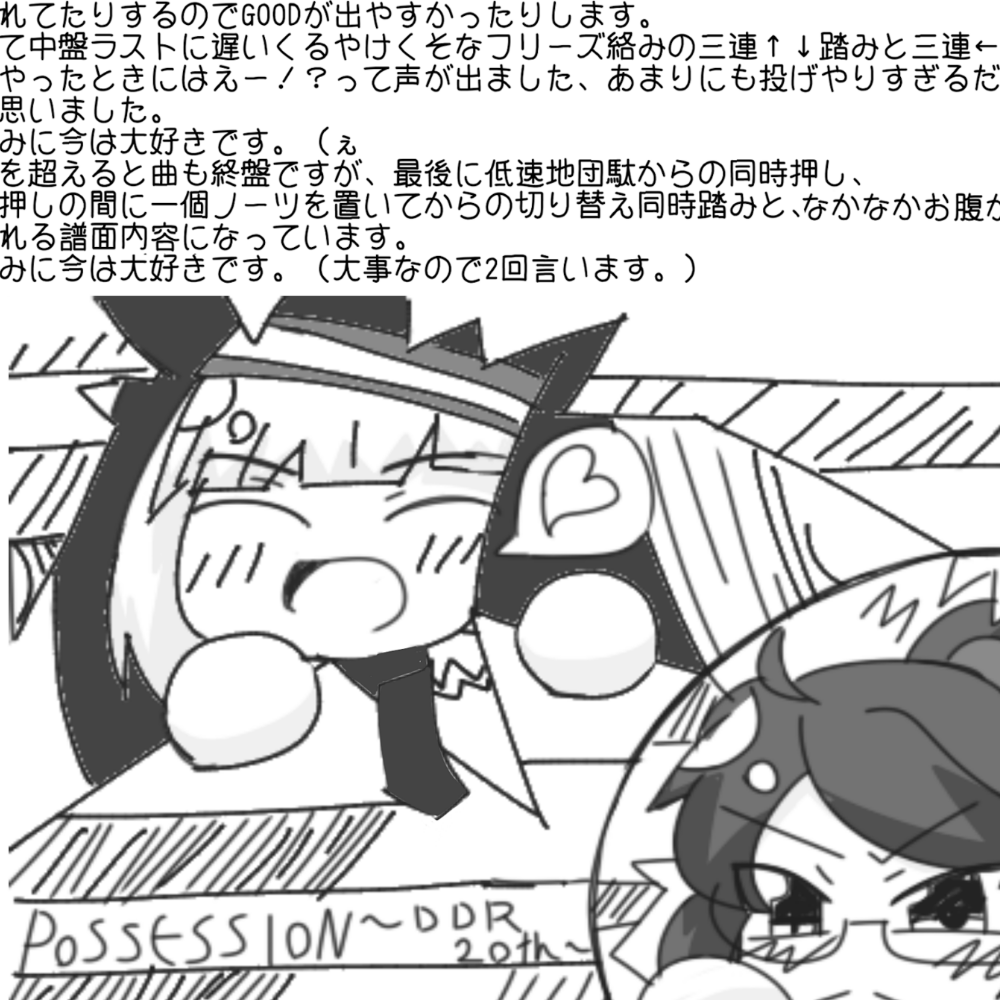 れてたりするのでGOODが出やすかったりします。
て中盤ラストに遅いくるやけくそなフリーズ絡みの三連↑↓踏みと三連←
やったときにはえー！？って声が出ました、あまりにも投げやりすぎるだ
思いました。
みに今は大好きです。（ぇ
を超えると曲も終盤ですが、最後に低速地団駄からの同時押し、
押しの間に一個ノーツを置いてからの切り替え同時踏みと、なかなかお腹が
れる譜面内容になっています。
みに今は大好きです。（大事なので2回言います。）
POSSESSION～DDR
20th～